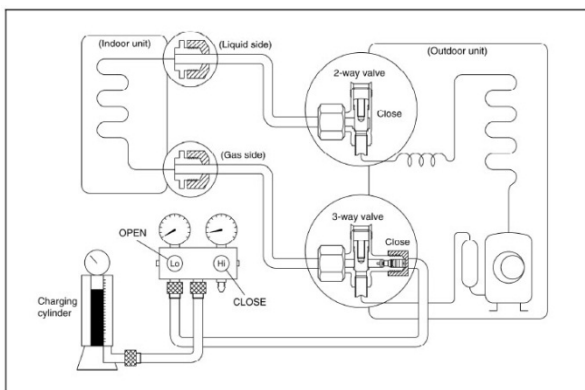 (Indoor unit)
(Liquid side)
(Outdoor unit)
2-way valve
Close
(Gas side)
3-way valve
Close
OPEN
Lo
Hi
CLOSE
Charging
cylinder